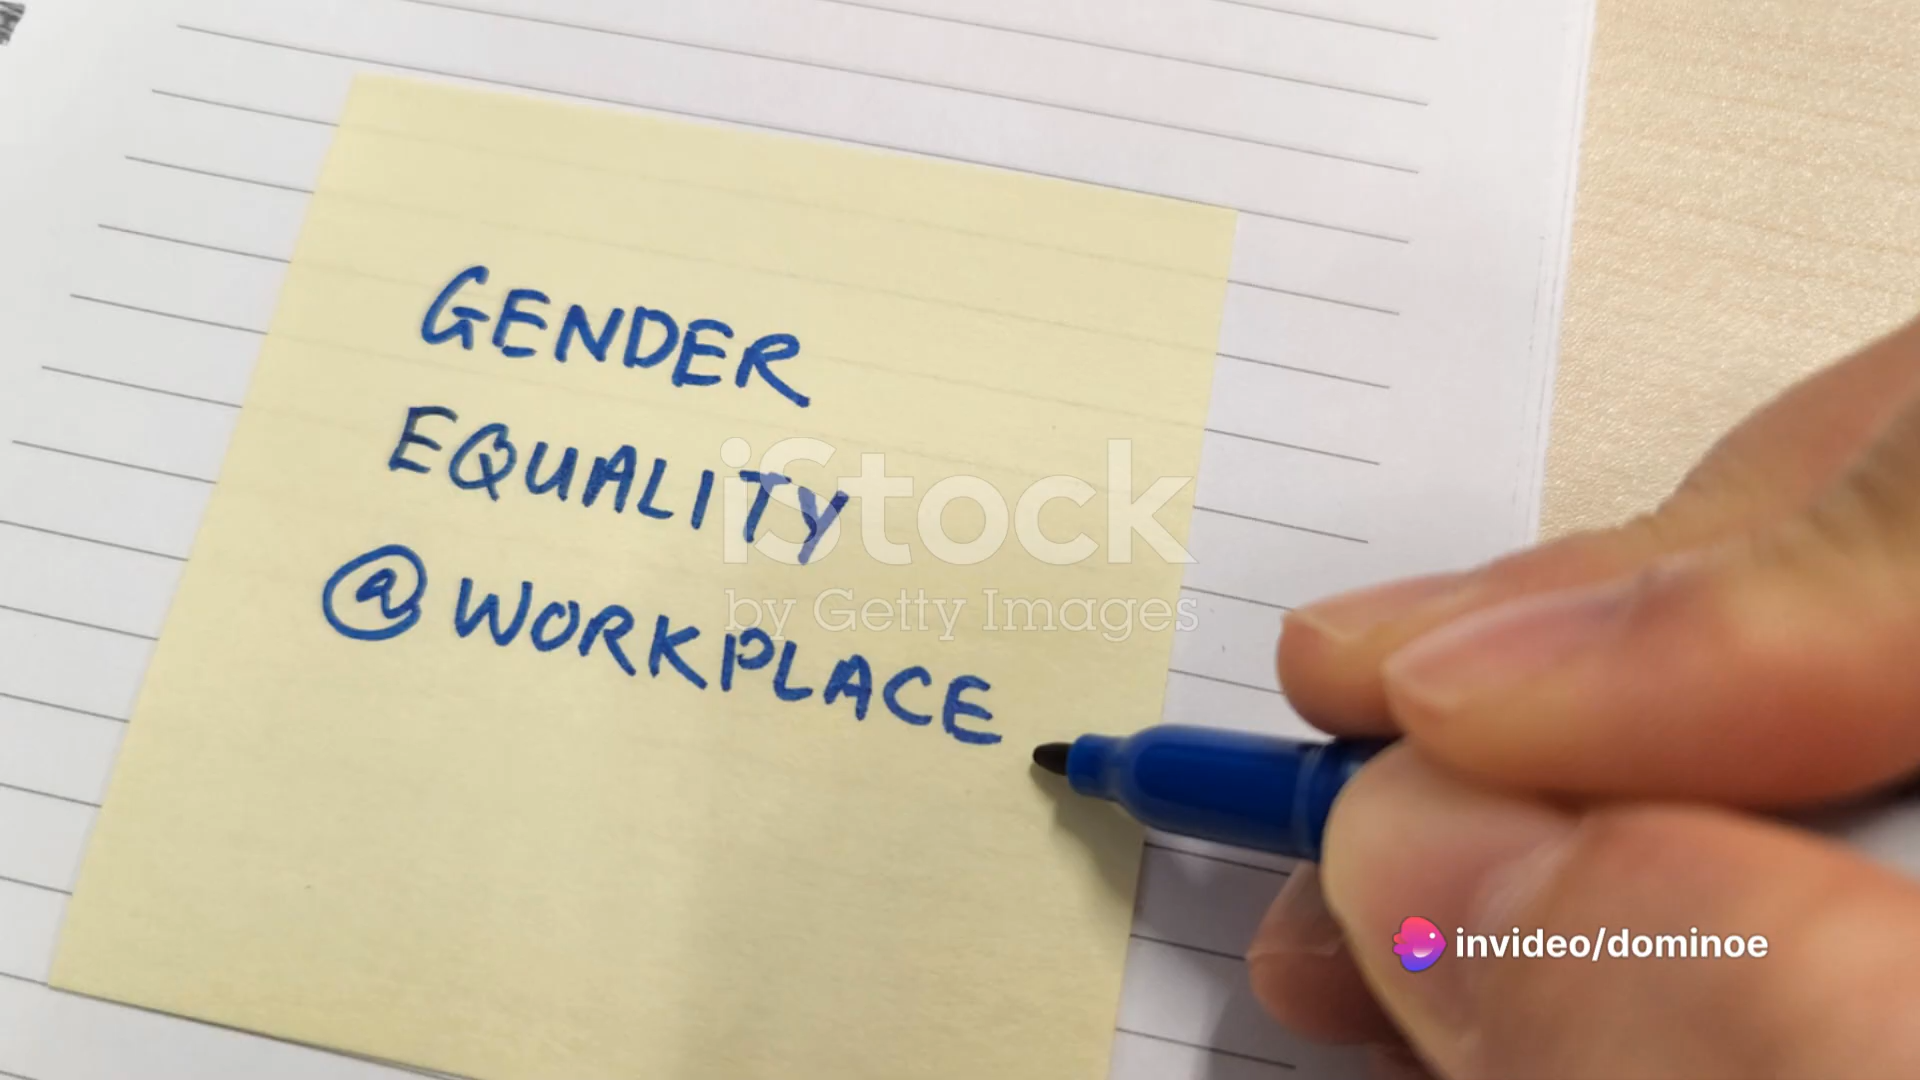 GENDER
EQUALITY
@WORKPLACE
iStock
by Getty Images
invideo/dominoe